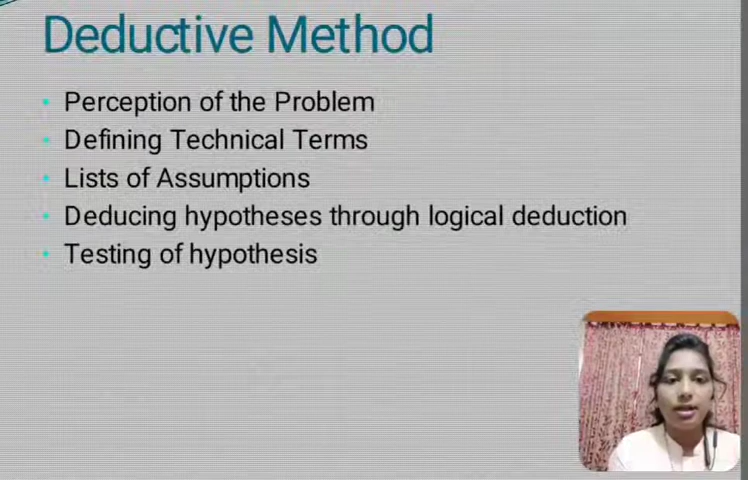 Deductive Method
Perception of the Problem
Defining Technical Terms
Lists of Assumptions
Deducing hypotheses through logical deduction
Testing of hypothesis